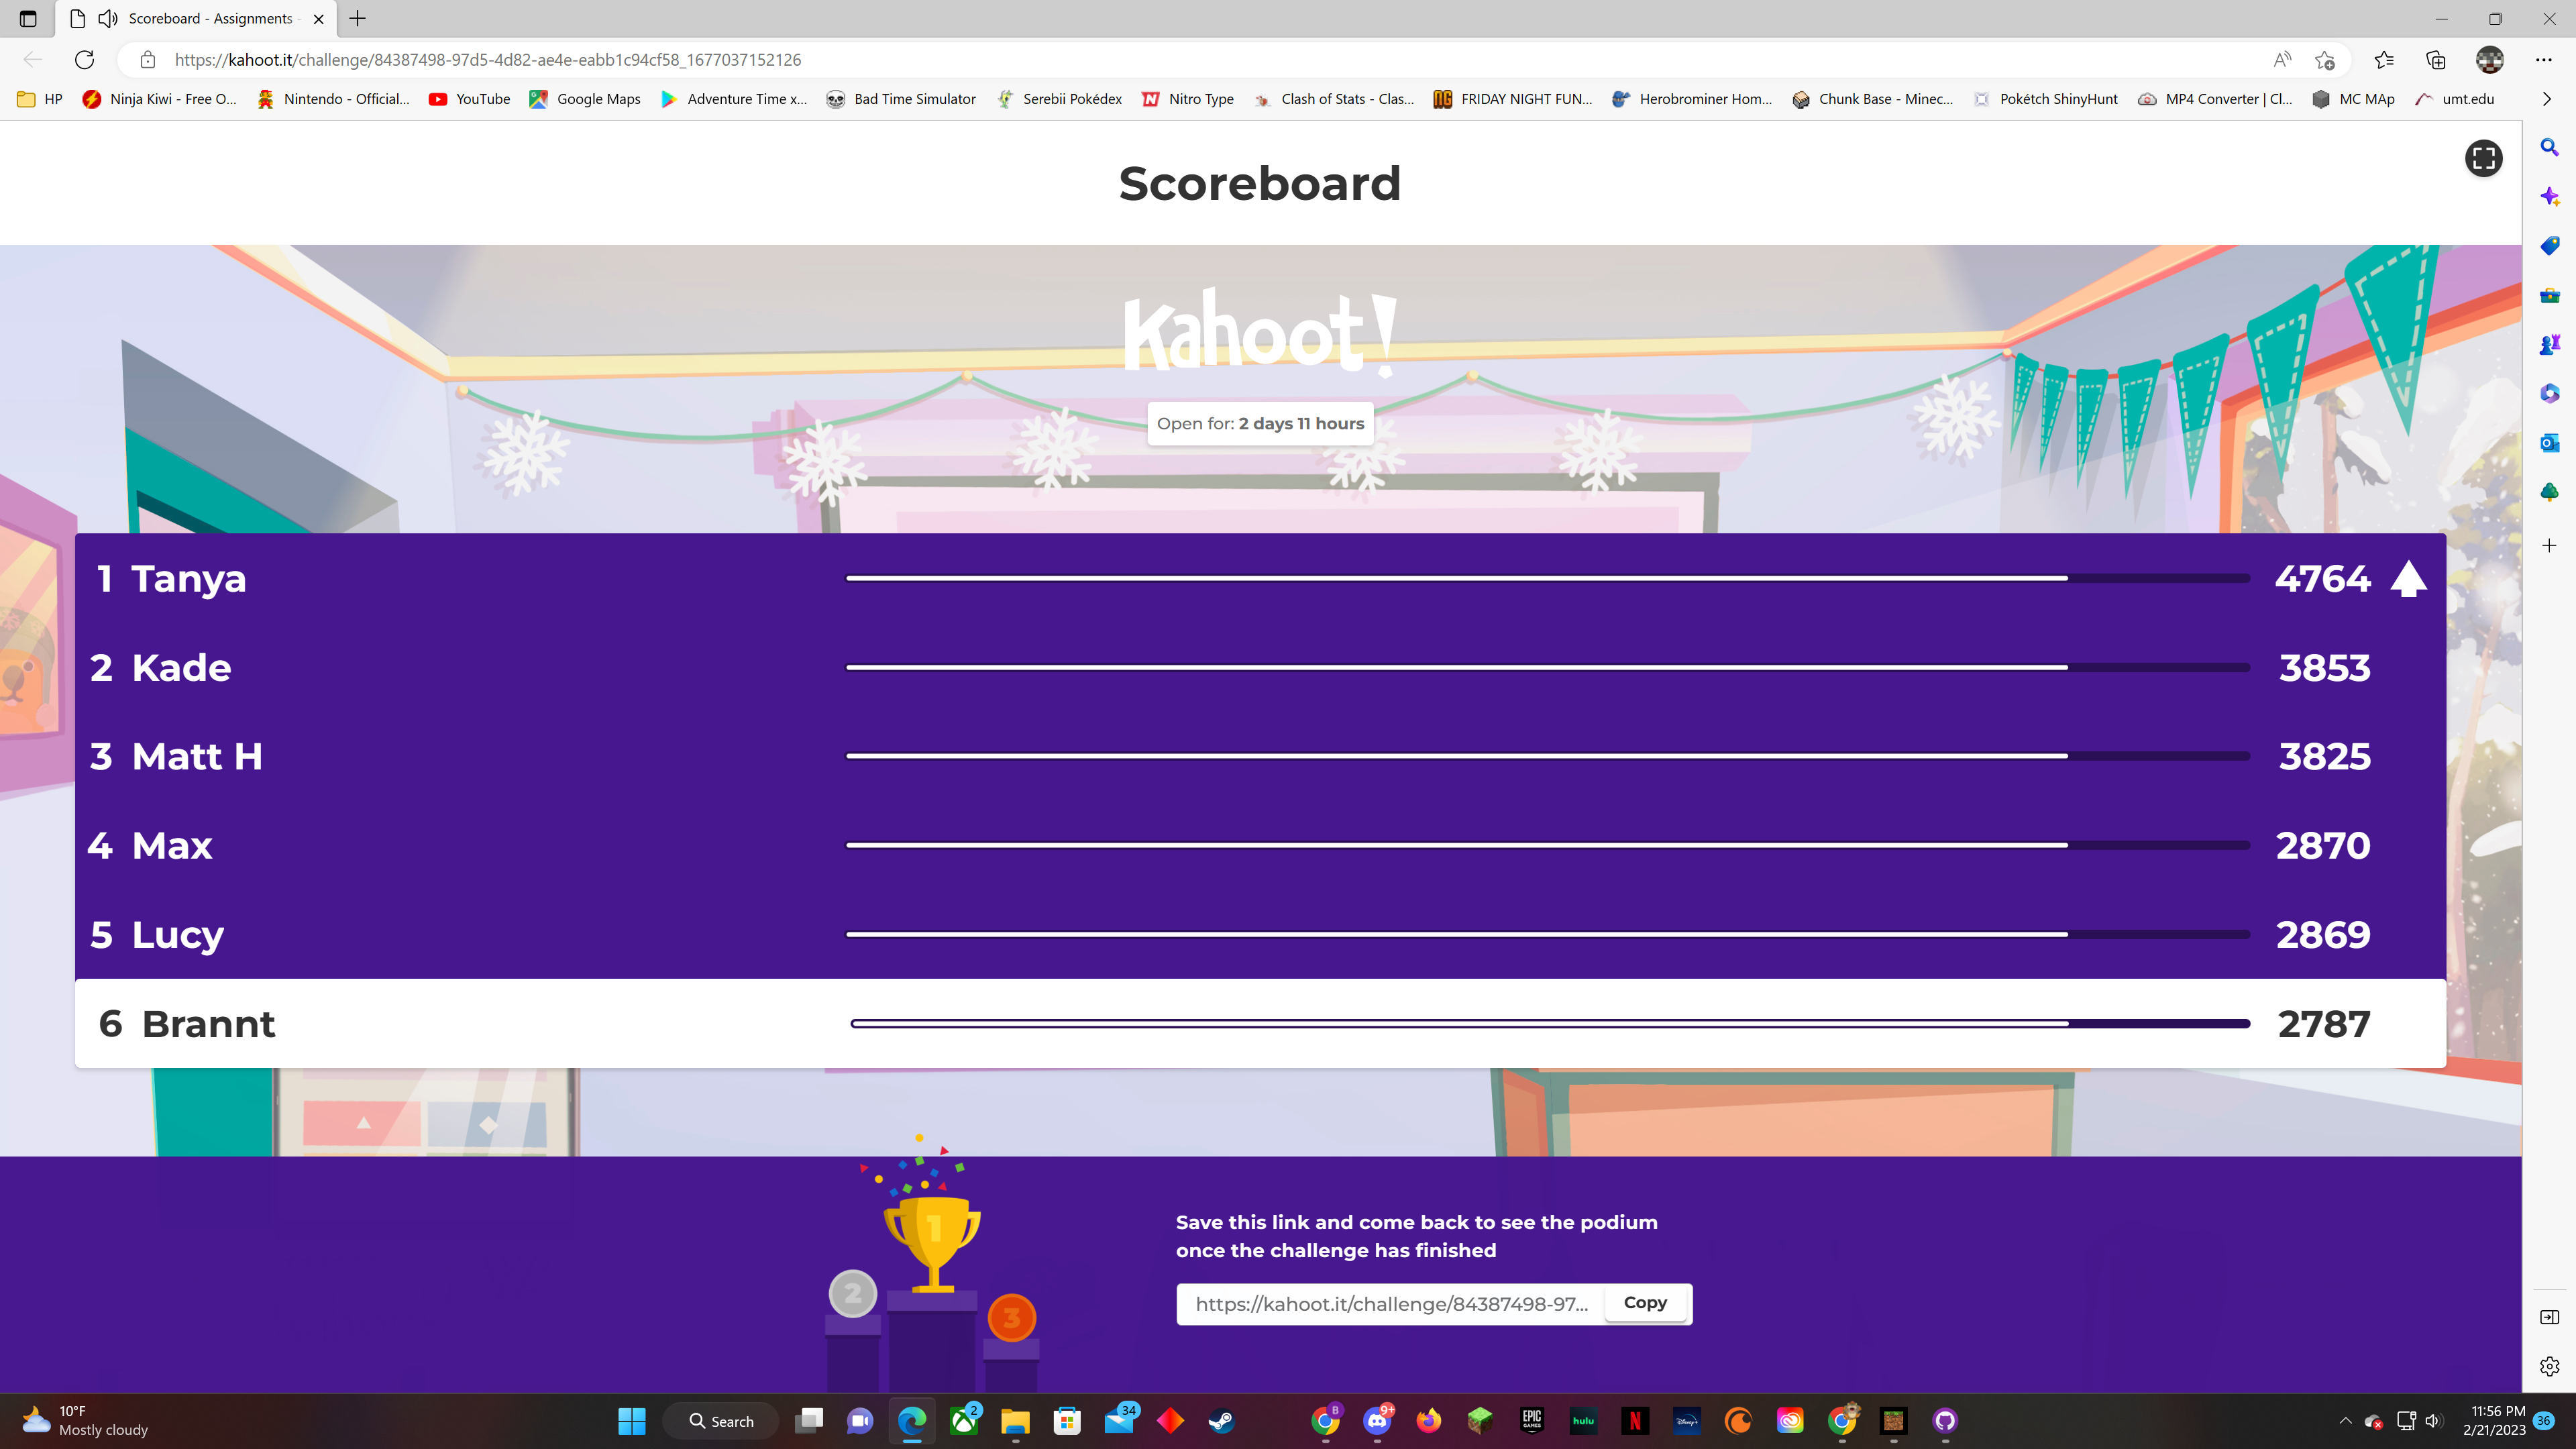 Scoreboard - Assignments -
https://kahoot.it/challenge/84387498-97d5-4d82-ae4e-eabb1c94cf58_1677037152126
HP
Ninja Kiwi - Free O...
Nintendo - Official...
YouTube
Google Maps
Adventure Time x...
Bad Time Simulator
Serebii Pokédex
Nitro Type
Clash of Stats - Clas...
FRIDAY NIGHT FUN...
Herobrominer Hom...
Chunk Base - Minec...
Pokétch ShinyHunt
MP4 Converter | Cl...
MC MAp
umt.edu
Scoreboard
Kahoot!
Open for: 2 days 11 hours
1 Tanya 4764
2 Kade 3853
3 Matt H 3825
4 Max 2870
5 Lucy 2869
6 Brannt 2787
1
2
3
Save this link and come back to see the podium
once the challenge has finished
https://kahoot.it/challenge/84387498-97... Copy
10°F
Mostly cloudy
Search
2
34
B
9+
EPIC
GAMES
hulu
N
Disney+
11:56 PM
2/21/2023
36